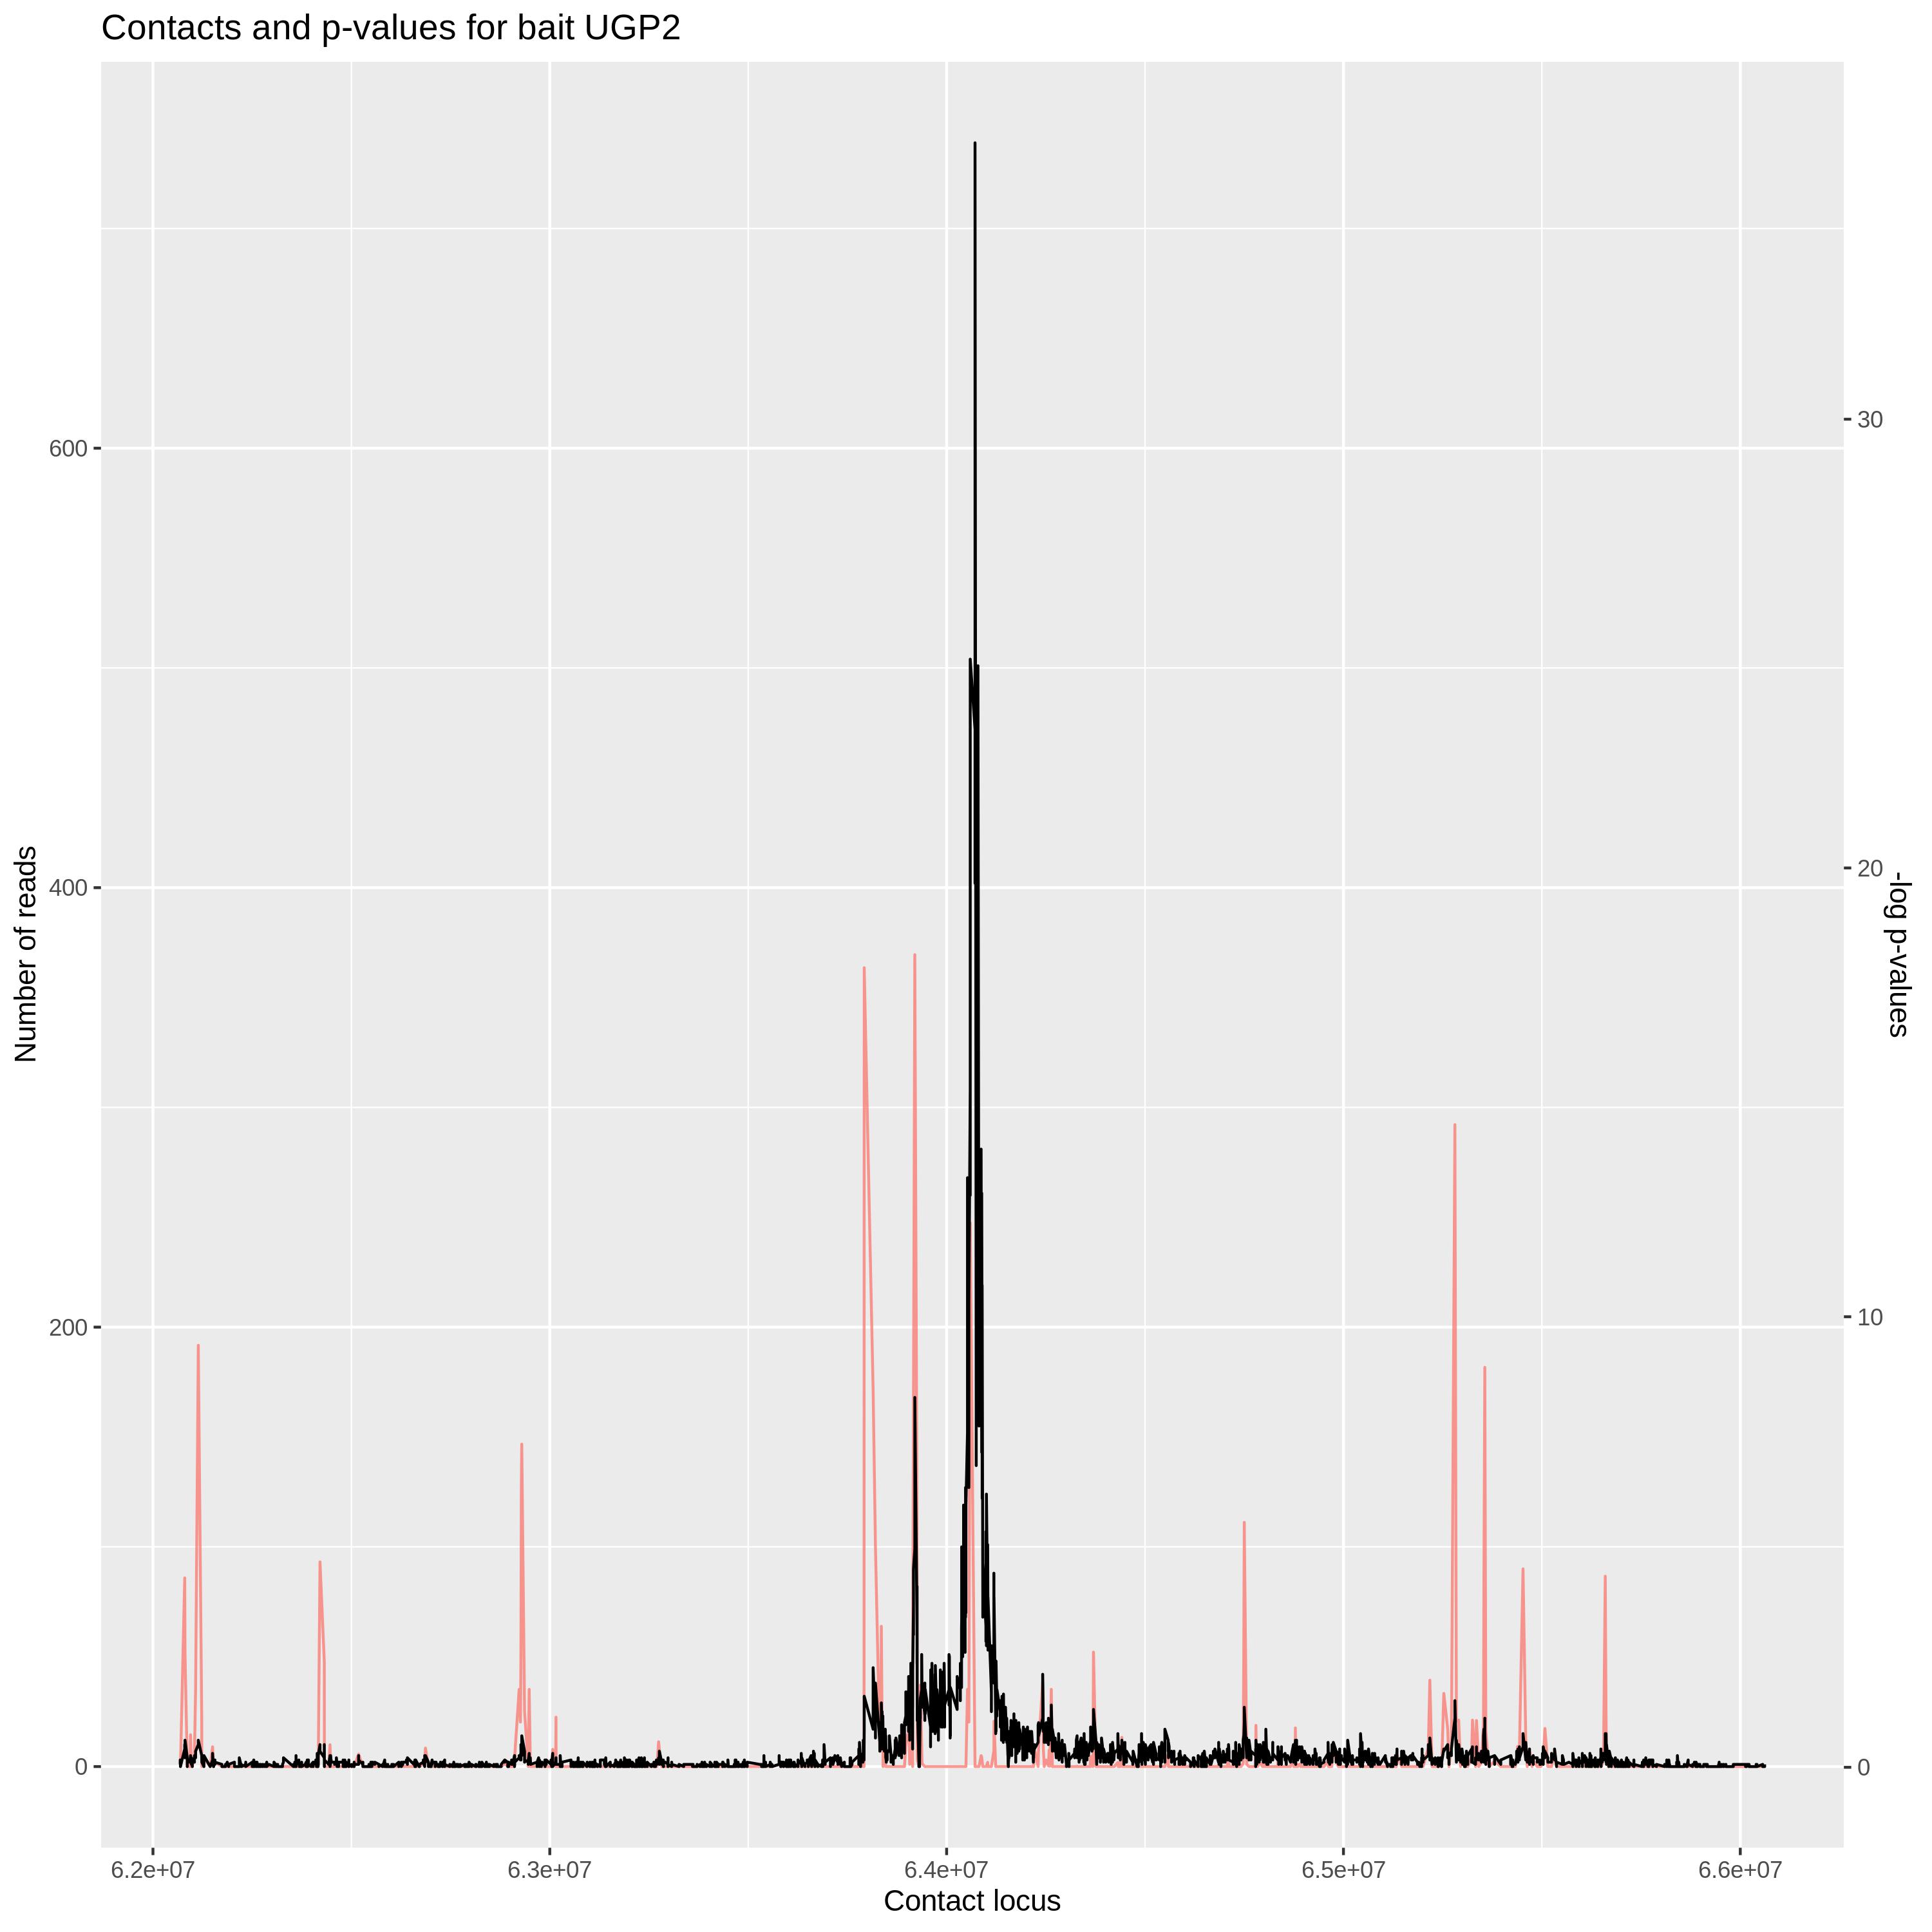 Contacts and p-values for bait UGP2
600
400
200
0
Number of reads
30
20
10
0
-log p-values
6.2e+07 6.3e+07 6.4e+07 6.5e+07 6.6e+07
Contact locus